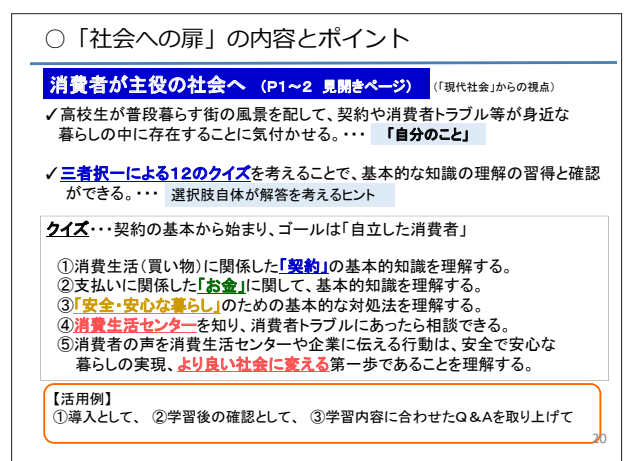 ○「社会への扉」の内容とポイント
消費者が主役の社会へ （P1～2 見開きページ）（「現代社会」からの視点）
✓高校生が普段暮らす街の風景を配して、契約や消費者トラブル等が身近な
暮らしの中に存在することに気付かせる。・・・ 「自分のこと」
✓三者択一による12のクイズを考えることで、基本的な知識の理解の習得と確認
ができる。・・・ 選択肢自体が解答を考えるヒント
クイズ・・・契約の基本から始まり、ゴールは「自立した消費者」
①消費生活（買い物）に関係した「契約」の基本的知識を理解する。
②支払いに関係した「お金」に関して、基本的知識を理解する。
③「安全・安心な暮らし」のための基本的な対処法を理解する。
④消費生活センターを知り、消費者トラブルにあったら相談できる。
⑤消費者の声を消費生活センターや企業に伝える行動は、安全で安心な
暮らしの実現、より良い社会に変える第一歩であることを理解する。
【活用例】
①導入として、 ②学習後の確認として、 ③学習内容に合わせたQ＆Aを取り上げて
20